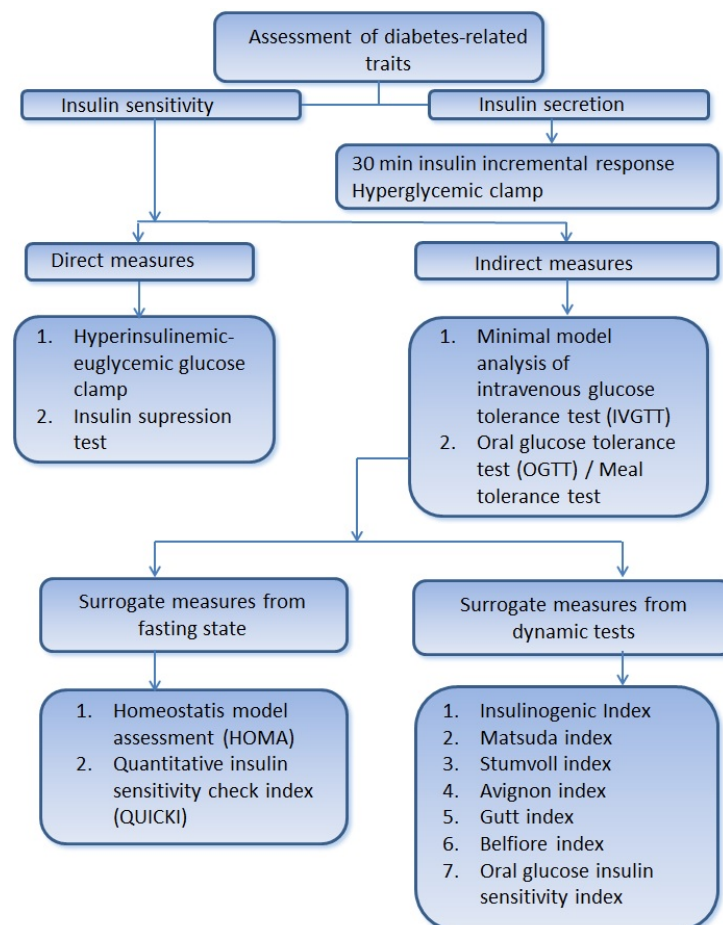 Assessment of diabetes-related
traits
Insulin sensitivity
Insulin secretion
30 min insulin incremental response
Hyperglycemic clamp
Direct measures
Indirect measures
1. Hyperinsulinemic-
euglycemic glucose
clamp
2. Insulin supression
test
1. Minimal model
analysis of
intravenous glucose
tolerance test (IVGTT)
2. Oral glucose tolerance
test (OGTT) / Meal
tolerance test
Surrogate measures from
fasting state
Surrogate measures from
dynamic tests
1. Homeostatis model
assessment (HOMA)
2. Quantitative insulin
sensitivity check index
(QUICKI)
1. Insulinogenic Index
2. Matsuda index
3. Stumvoll index
4. Avignon index
5. Gutt index
6. Belfiore index
7. Oral glucose insulin
sensitivity index